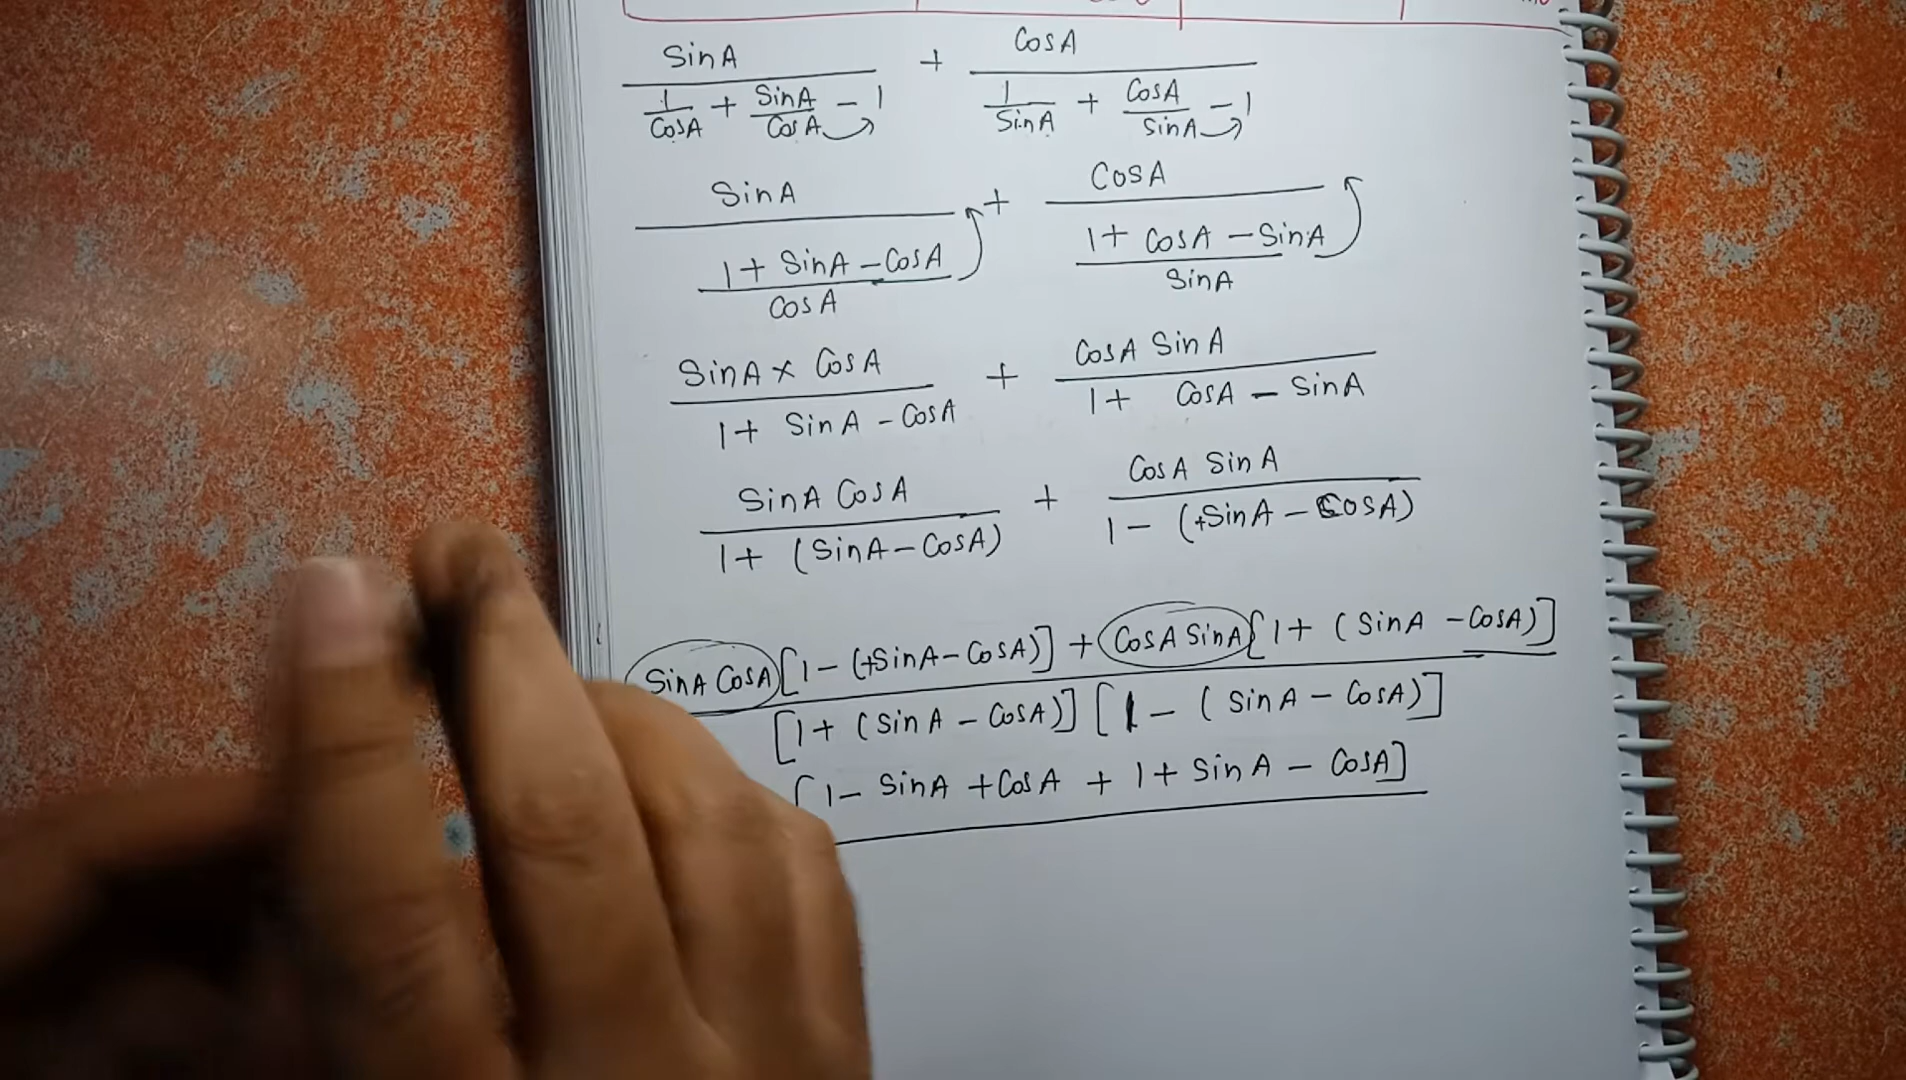 SinA + CosA
1/CosA + SinA/CosA - 1   1/SinA + CosA/SinA - 1
SinA + CosA
1 + SinA - CosA   1 + CosA - SinA
CosA   SinA
SinA x CosA + CosA SinA
1 + SinA - CosA   1 + CosA - SinA
SinA CosA + CosA SinA
1 + (SinA - CosA)   1 - (+SinA - CosA)
SinA CosA [1 - (+SinA - CosA)] + CosA SinA [1 + (SinA - CosA)]
[1 + (SinA - CosA)] [1 - (SinA - CosA)]
[1 - SinA + CosA + 1 + SinA - CosA]